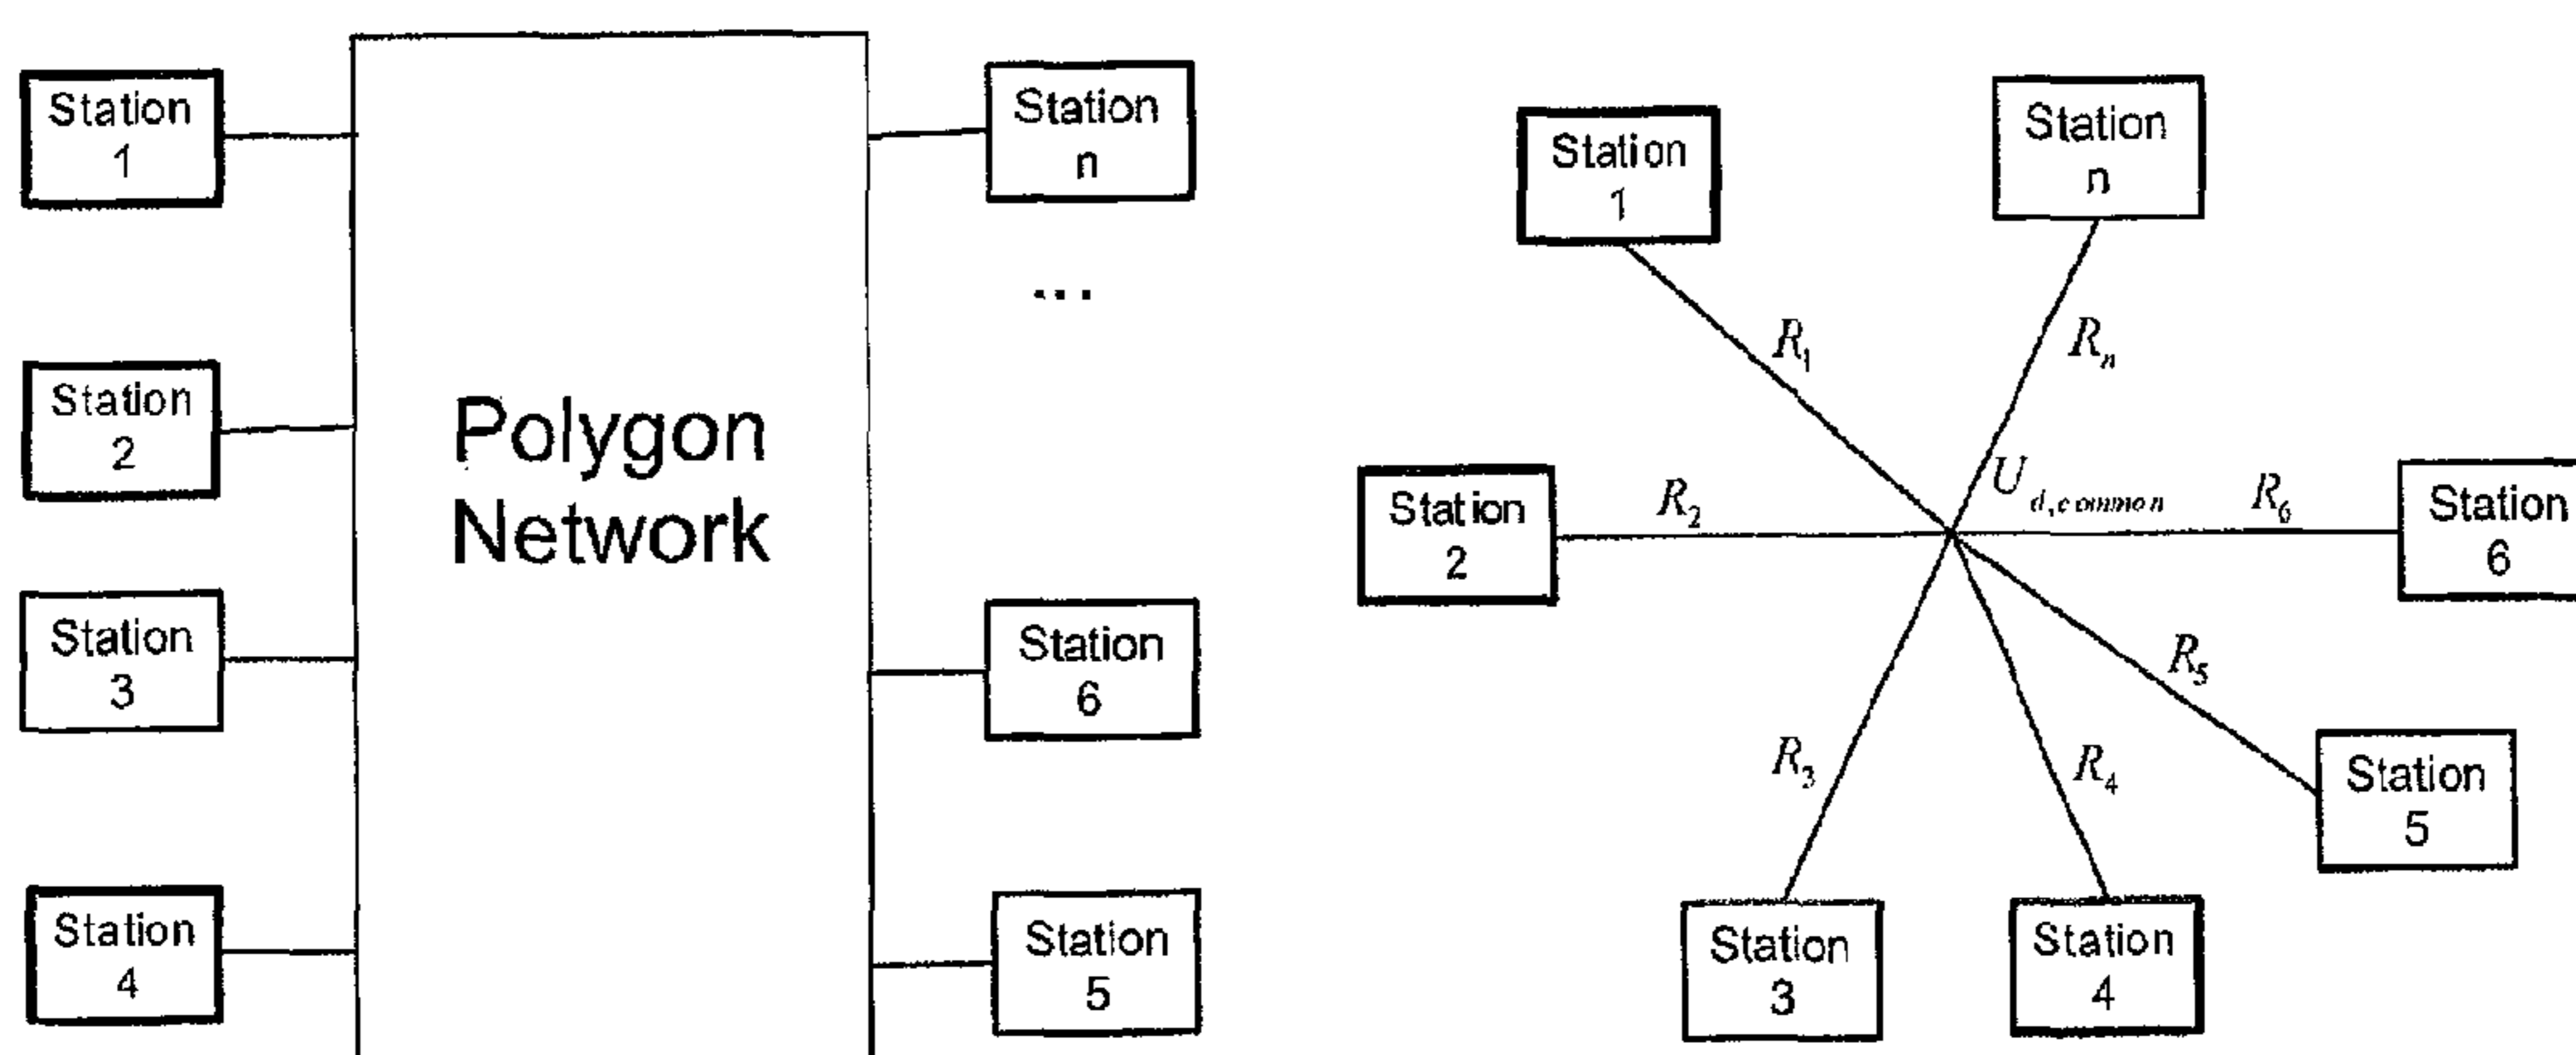 Station
1
Station
2
Station
3
Station
4
Polygon
Network
Station
n
...
Station
6
Station
5
Station
1
Station
n
R₁
Rₙ
Station
2
R₂
U d,common
R₆
Station
6
R₅
R₃
R₄
Station
5
Station
3
Station
4